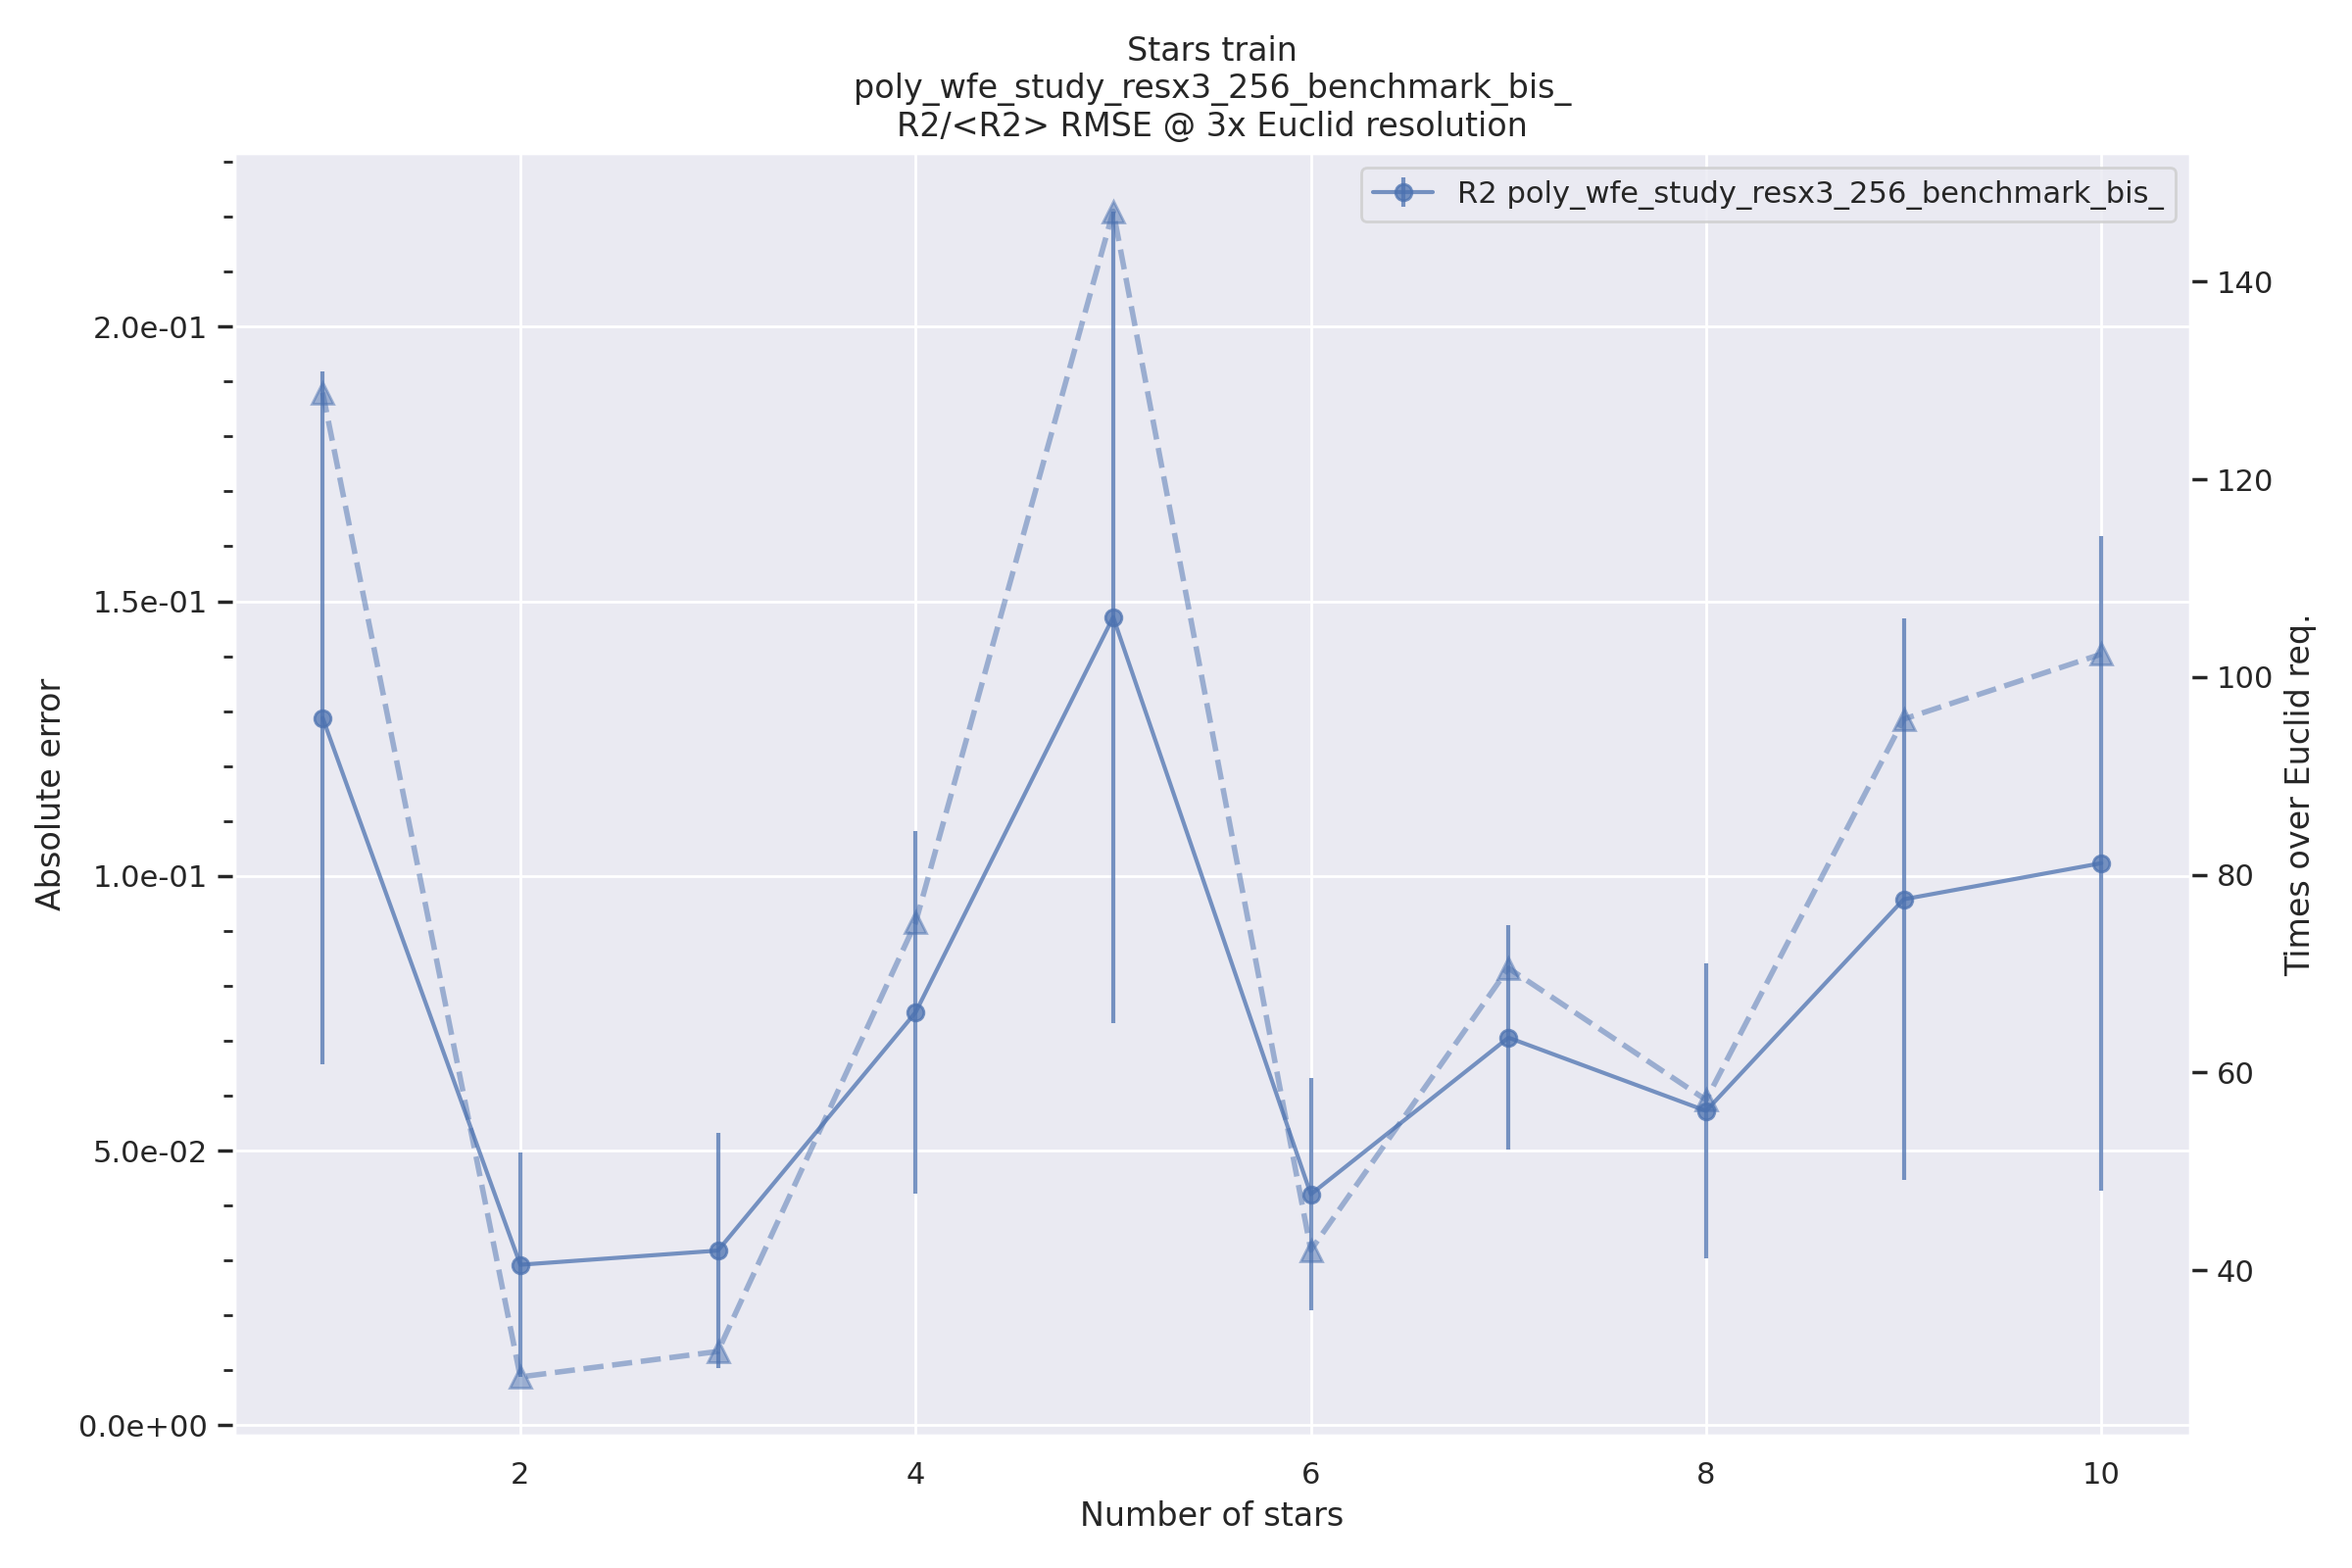 Stars train
poly_wfe_study_resx3_256_benchmark_bis_
R2/<R2> RMSE @ 3x Euclid resolution
R2 poly_wfe_study_resx3_256_benchmark_bis_
Absolute error
2.0e-01
1.5e-01
1.0e-01
5.0e-02
0.0e+00
140
120
100
80
60
40
Times over Euclid req.
2
4
6
8
10
Number of stars